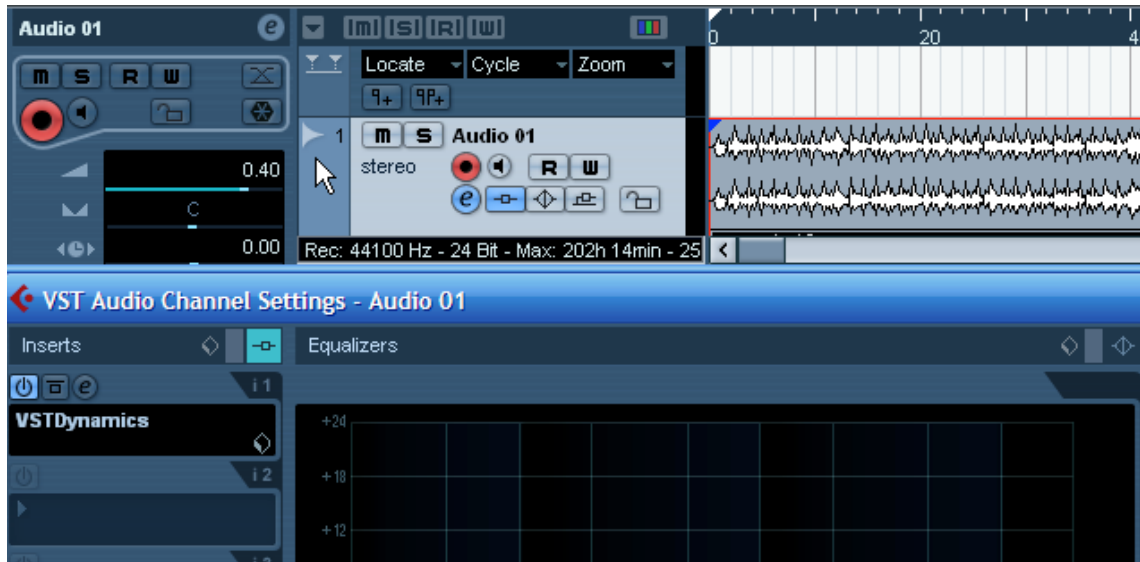 Audio 01 e
m S R W
0.40
C
0.00
m S R W
Locate Cycle Zoom
1 m S Audio 01
stereo R W
e
Rec: 44100 Hz - 24 Bit - Max: 202h 14min - 25
0 20 4
VST Audio Channel Settings - Audio 01
Inserts Equalizers
e i 1
VSTDynamics
i 2
+24
+18
+12